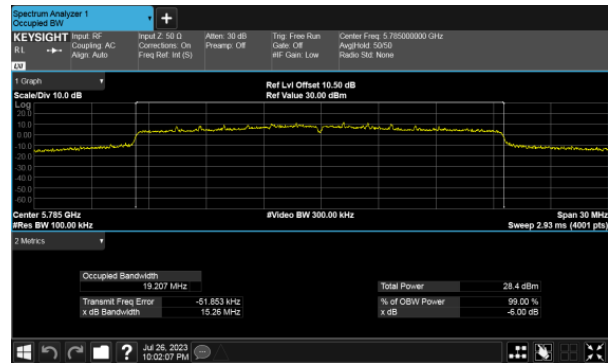 Spectrum Analyzer 1
Occupied BW
+
KEYSIGHT Input: RF Input Z: 50 Ω Atten: 30 dB Trig: Free Run Center Freq: 5.785000000 GHz
RL Coupling: AC Corrections: On Preamp: Off Gate: Off Avg|Hold: 50/50
Align: Auto Freq Ref: Int (S) #IF Gain: Low Radio Std: None
1 Graph Ref Lvl Offset 10.50 dB
Scale/Div 10.0 dB Ref Value 30.00 dBm
Log
20.0
10.0
0.00
-10.0
-20.0
-30.0
-40.0
-50.0
-60.0
Center 5.785 GHz #Video BW 300.00 kHz Span 30 MHz
#Res BW 100.00 kHz Sweep 2.93 ms (4001 pts)
2 Metrics
Occupied Bandwidth
19.207 MHz Total Power 28.4 dBm
Transmit Freq Error -51.853 kHz % of OBW Power 99.00 %
x dB Bandwidth 15.26 MHz x dB -6.00 dB
? Jul 26, 2023
10:02:07 PM